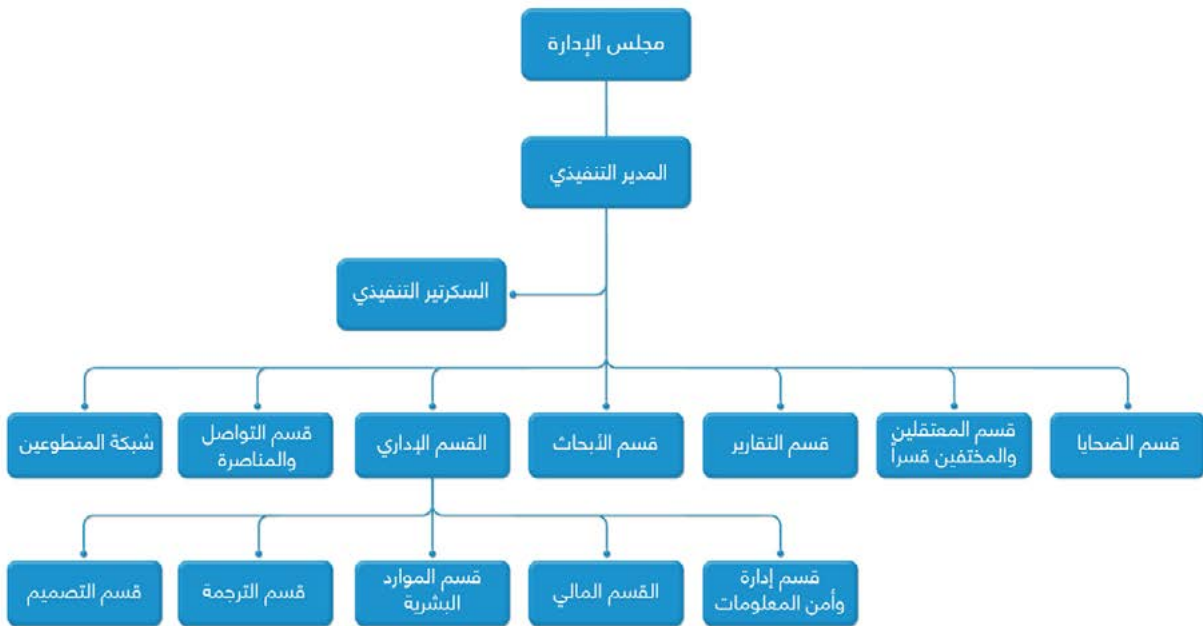 مجلس الإدارة
المدير التنفيذي
السكرتير التنفيذي
قسم الضحايا
قسم المعتقلين
والمختفين قسراً
قسم التقارير
قسم الأبحاث
القسم الإداري
قسم التواصل
والمناصرة
شبكة المتطوعين
قسم إدارة
وأمن المعلومات
القسم المالي
قسم الموارد
البشرية
قسم الترجمة
قسم التصميم